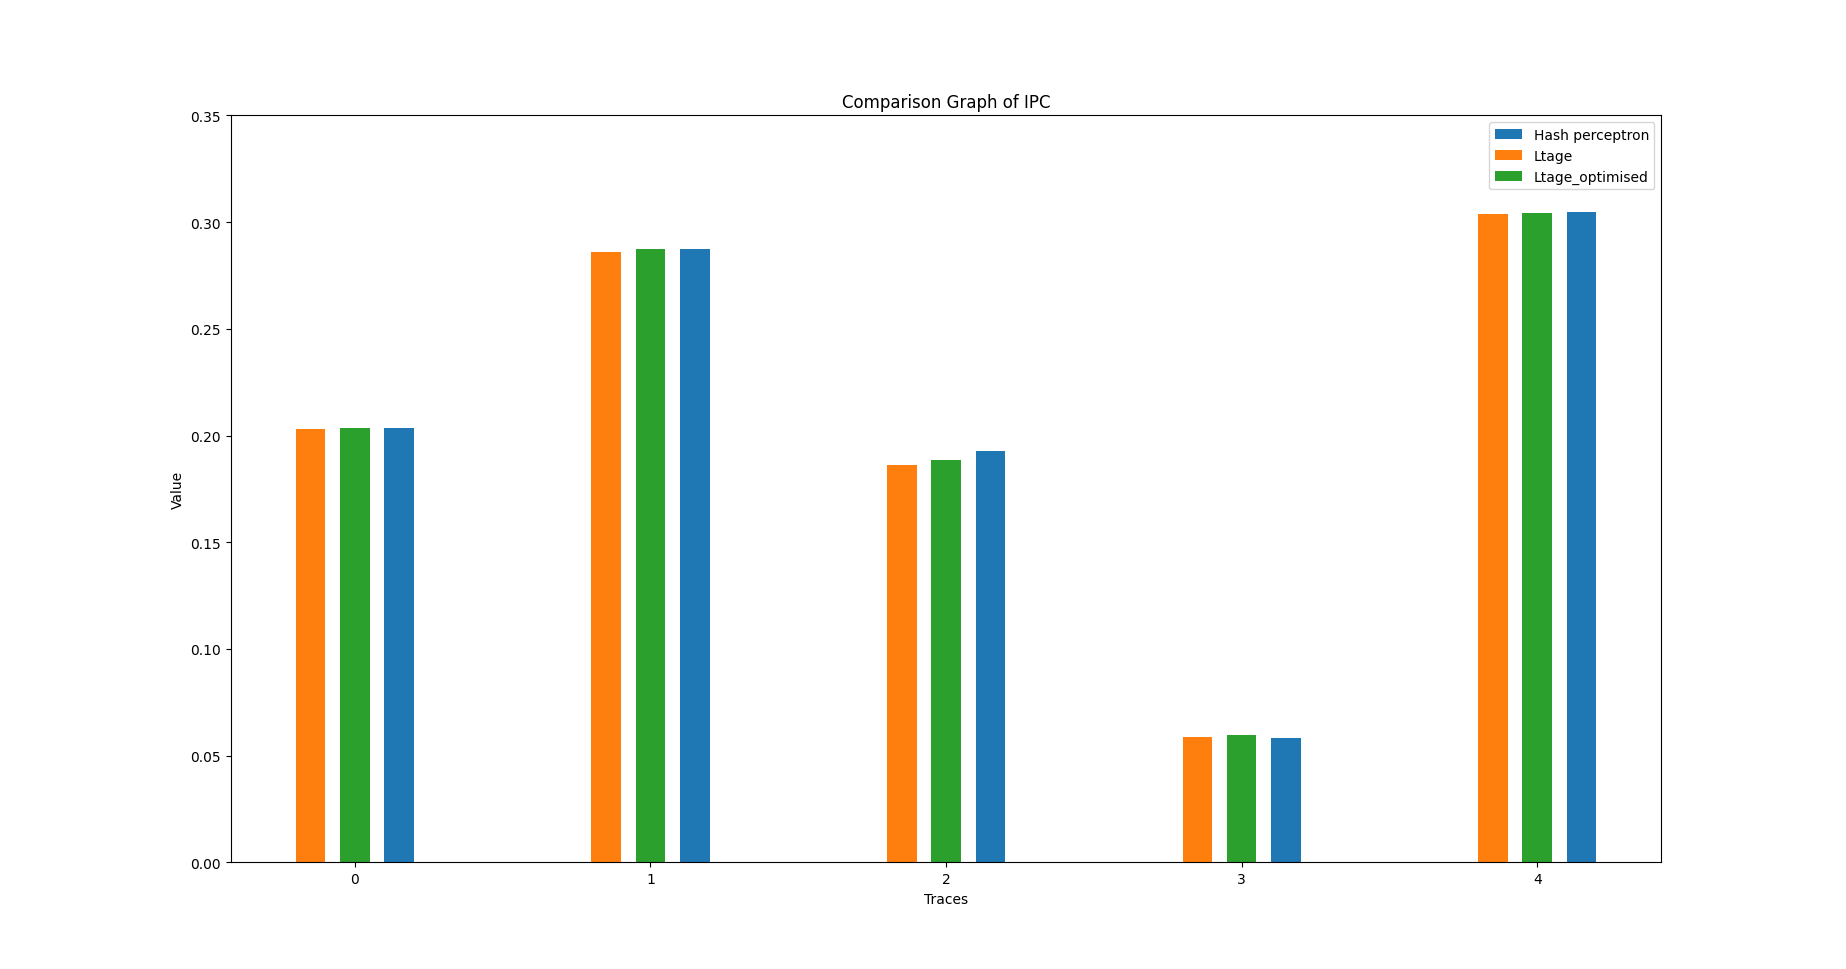 Comparison Graph of IPC
0.35
0.30
0.25
0.20
0.15
0.10
0.05
0.00
Value
Hash perceptron
Ltage
Ltage_optimised
0 1 2 3 4
Traces